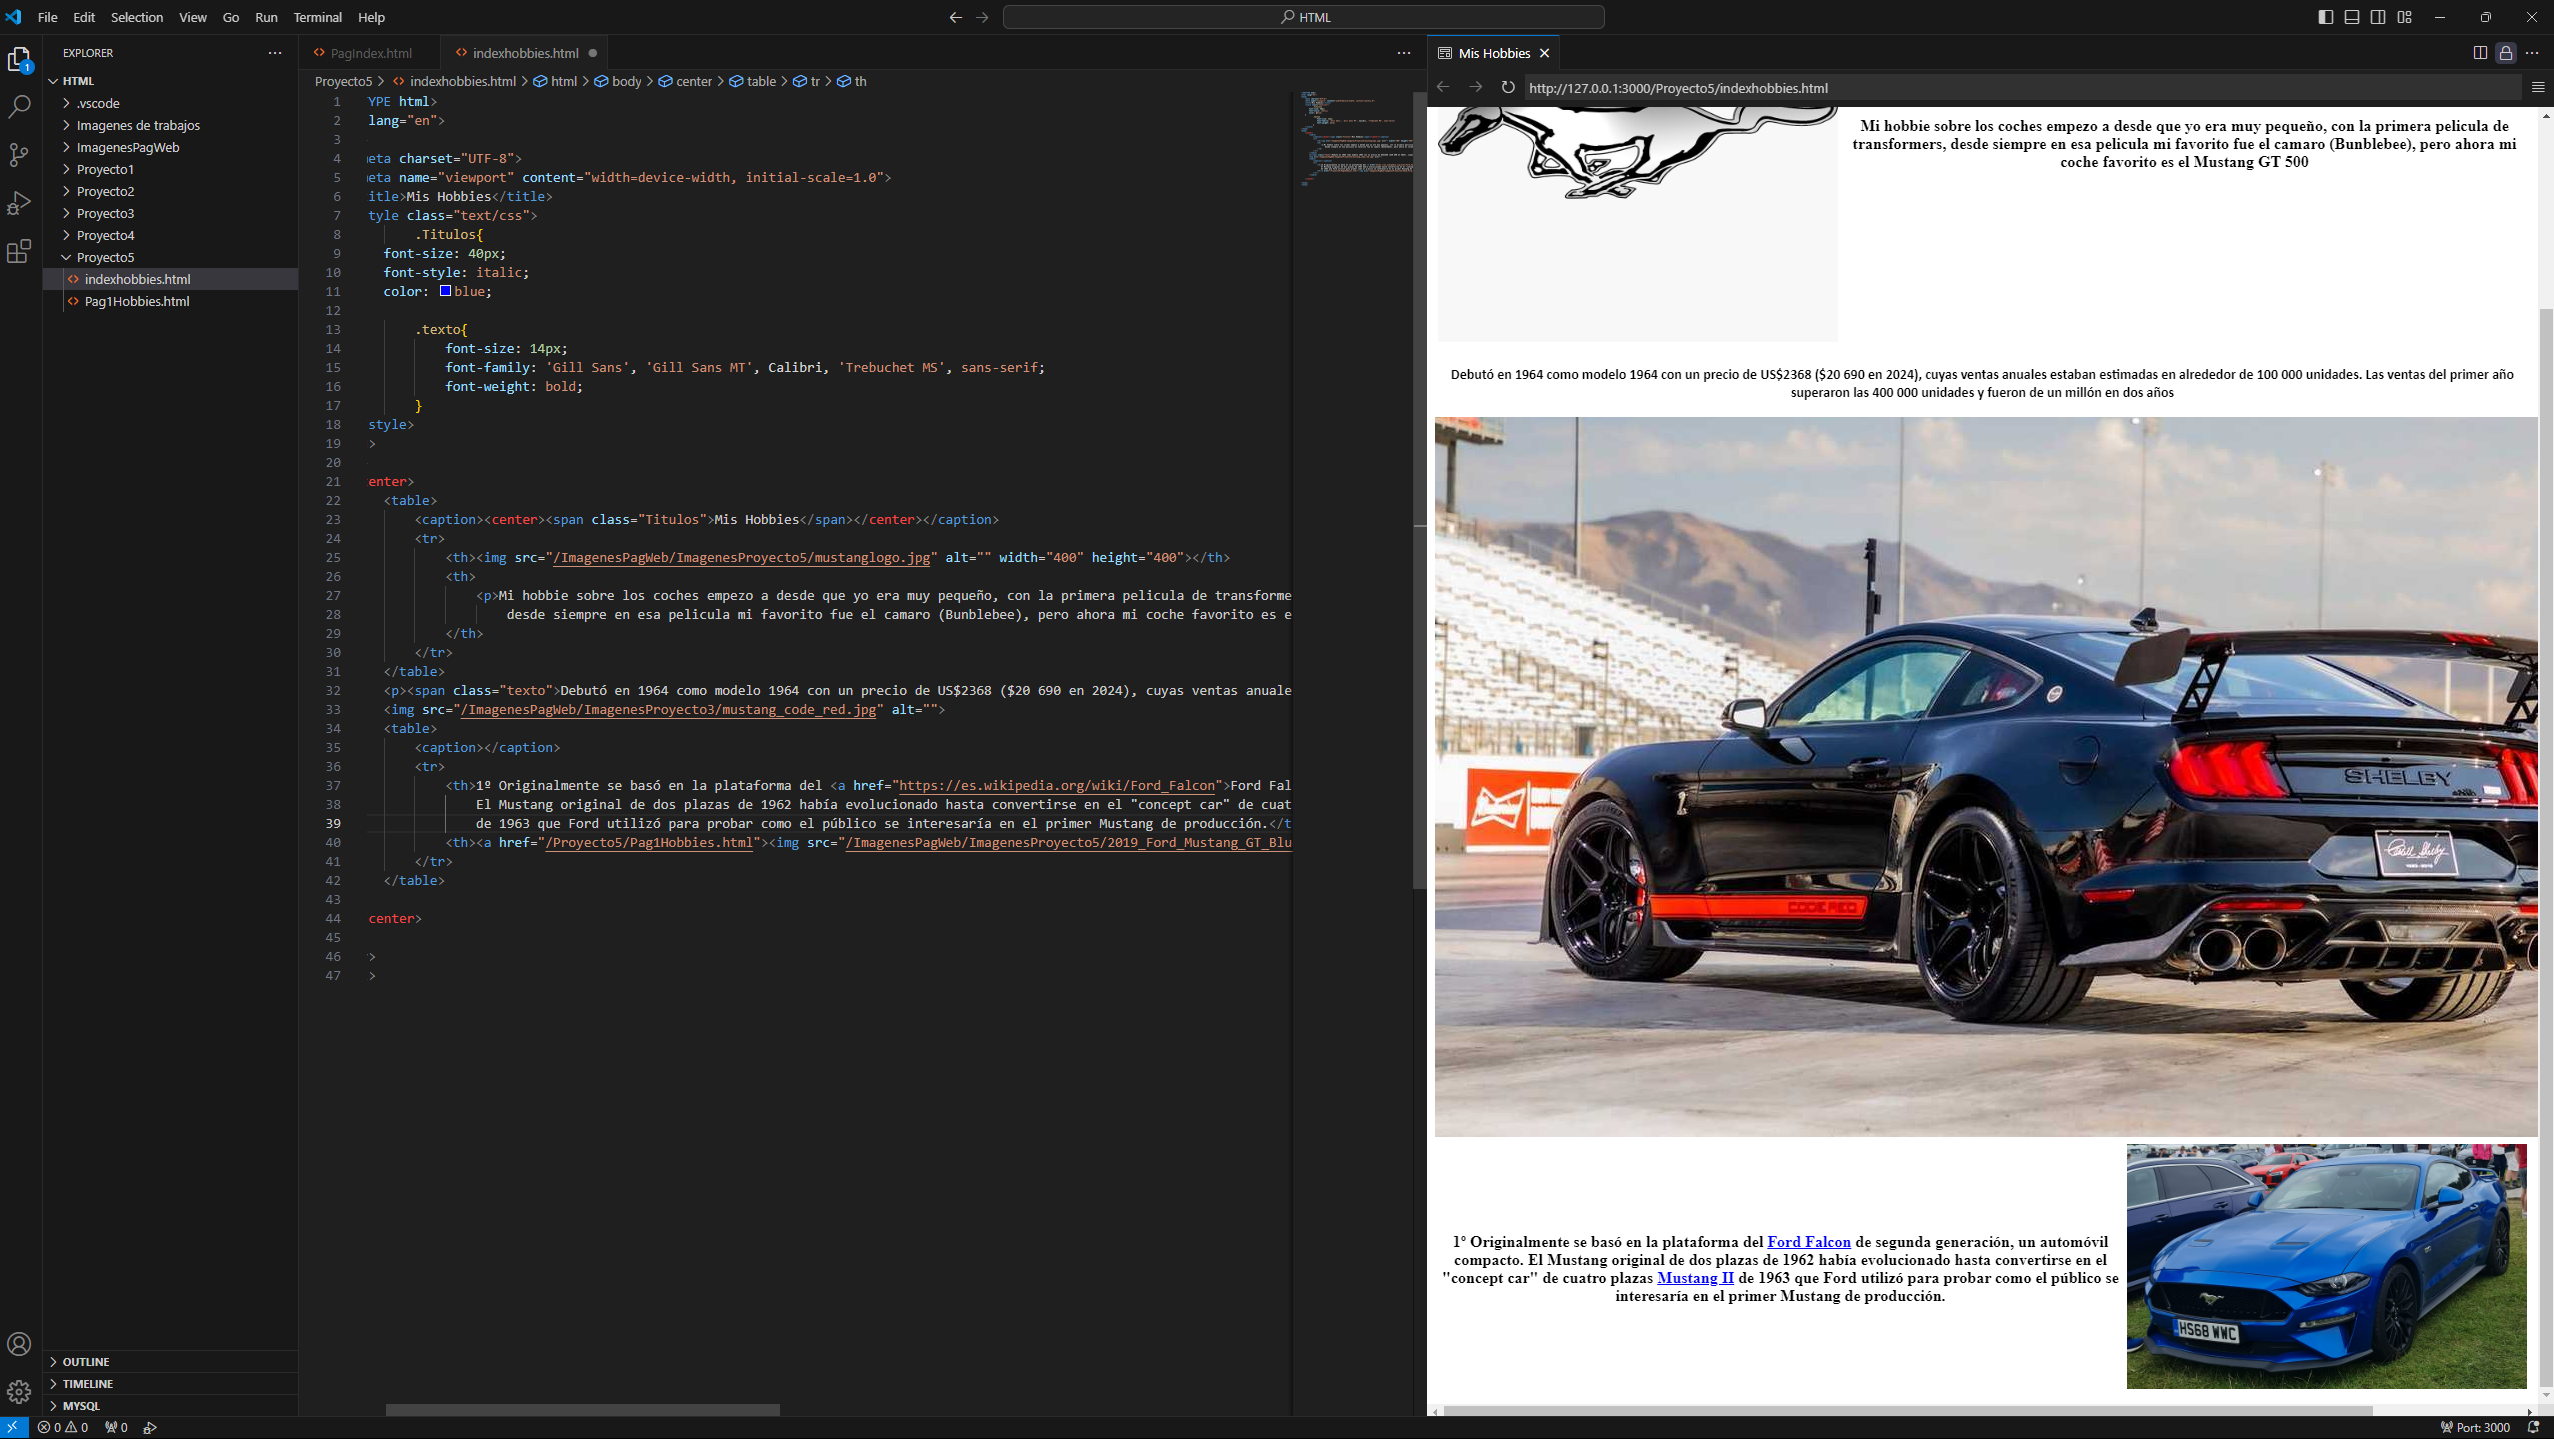 File Edit Selection View Go Run Terminal Help
HTML
EXPLORER
HTML
.vscode
Imagenes de trabajos
ImagenesPagWeb
Proyecto1
Proyecto2
Proyecto3
Proyecto4
Proyecto5
indexhobbies.html
Pag1Hobbies.html
OUTLINE
TIMELINE
MYSQL
PagIndex.html indexhobbies.html
Proyecto5 > indexhobbies.html > html > body > center > table > tr > th
1 YPE html>
2 lang="en">
3
4 eta charset="UTF-8">
5 eta name="viewport" content="width=device-width, initial-scale=1.0">
6 itle>Mis Hobbies</title>
7 tyle class="text/css">
8 .Titulos{
9 font-size: 40px;
10 font-style: italic;
11 color: blue;
12
13 .texto{
14 font-size: 14px;
15 font-family: 'Gill Sans', 'Gill Sans MT', Calibri, 'Trebuchet MS', sans-serif;
16 font-weight: bold;
17 }
18 style>
19 >
20
21 enter>
22 <table>
23 <caption><center><span class="Titulos">Mis Hobbies</span></center></caption>
24 <tr>
25 <th><img src="/ImagenesPagWeb/ImagenesProyecto5/mustanglogo.jpg" alt="" width="400" height="400"></th>
26 <th>
27 <p>Mi hobbie sobre los coches empezo a desde que yo era muy pequeño, con la primera pelicula de transforme
28 desde siempre en esa pelicula mi favorito fue el camaro (Bunblebee), pero ahora mi coche favorito es e
29 </th>
30 </tr>
31 </table>
32 <p><span class="texto">Debutó en 1964 como modelo 1964 con un precio de US$2368 ($20 690 en 2024), cuyas ventas anuale
33 <img src="/ImagenesPagWeb/ImagenesProyecto3/mustang_code_red.jpg" alt="">
34 <table>
35 <caption></caption>
36 <tr>
37 <th>1º Originalmente se basó en la plataforma del <a href="https://es.wikipedia.org/wiki/Ford_Falcon">Ford Fal
38 El Mustang original de dos plazas de 1962 había evolucionado hasta convertirse en el "concept car" de cuat
39 de 1963 que Ford utilizó para probar como el público se interesaría en el primer Mustang de producción.</t
40 <th><a href="/Proyecto5/Pag1Hobbies.html"><img src="/ImagenesPagWeb/ImagenesProyecto5/2019_Ford_Mustang_GT_Blu
41 </tr>
42 </table>
43
44 center>
45
46 >
47 >
Mis Hobbies
http://127.0.0.1:3000/Proyecto5/indexhobbies.html
Mi hobbie sobre los coches empezo a desde que yo era muy pequeño, con la primera pelicula de
transformers, desde siempre en esa pelicula mi favorito fue el camaro (Bunblebee), pero ahora mi
coche favorito es el Mustang GT 500
Debutó en 1964 como modelo 1964 con un precio de US$2368 ($20 690 en 2024), cuyas ventas anuales estaban estimadas en alrededor de 100 000 unidades. Las ventas del primer año
superaron las 400 000 unidades y fueron de un millón en dos años
SHELBY
CODE RED
1º Originalmente se basó en la plataforma del Ford Falcon de segunda generación, un automóvil
compacto. El Mustang original de dos plazas de 1962 había evolucionado hasta convertirse en el
"concept car" de cuatro plazas Mustang II de 1963 que Ford utilizó para probar como el público se
interesaría en el primer Mustang de producción.
HS68 WWC
1
0 0 0
Port: 3000